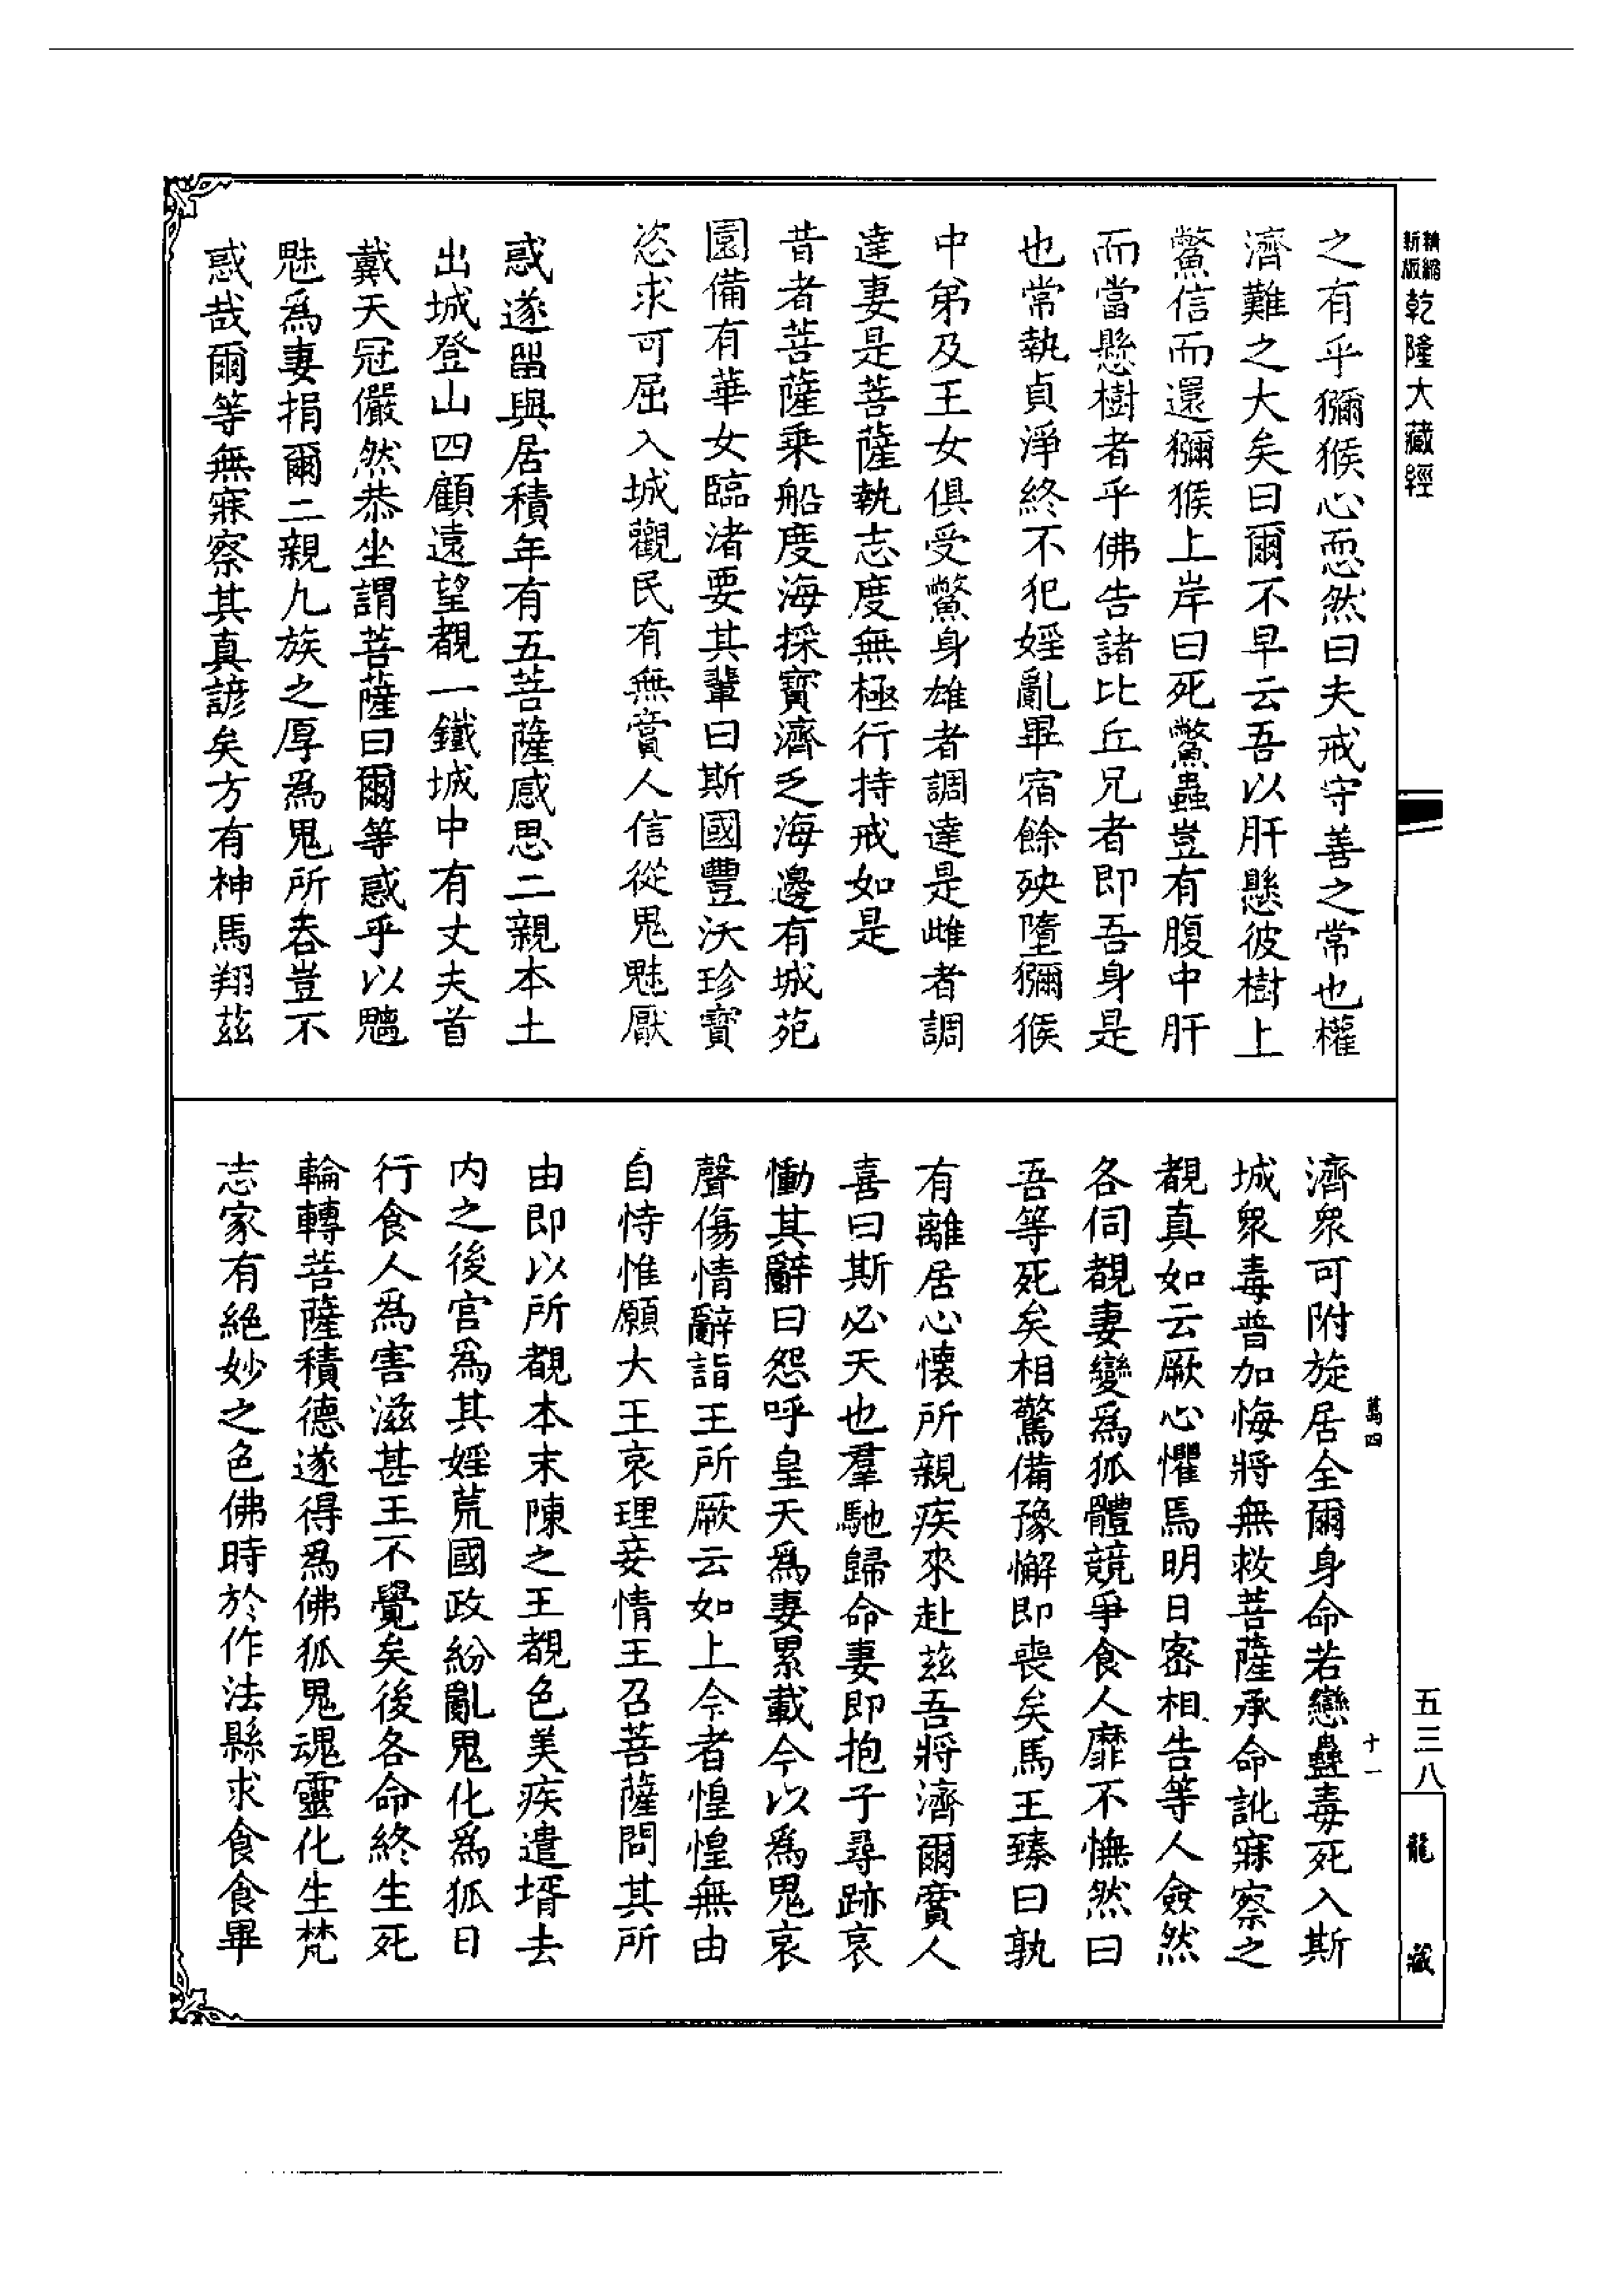 精縮新版乾隆大藏經
之有乎獼猴心恧然曰夫戒守善之常也權
濟難之大矣曰爾不早云吾以肝懸彼樹上
鱉信而還獼猴上岸曰死鱉蟲豈有腹中肝
而當懸樹者乎佛告諸比丘兄者即吾身是
也常執貞淨終不犯婬亂畢宿餘殃墮獼猴
中弟及王女俱受鱉身雄者調達是雌者調
達妻是菩薩執志度無極行持戒如是
昔者菩薩乘船度海採寶濟乏海邊有城苑
園備有華女臨渚要其輩曰斯國豐沃珍寶
恣求可屈入城觀民有無賞人信從鬼魅厭
惑遂畱與居積年有五菩薩感思二親本土
出城登山四顧遠望覩一鐵城中有丈夫首
戴天冠儼然恭坐謂菩薩曰爾等惑乎以魑
魅爲妻捐爾二親九族之厚爲鬼所吞豈不
惑哉爾等無寐察其真諺矣方有神馬翔茲
萬四
十一
濟衆可附旋居全爾身命若戀蠱毒死入斯
城衆毒普加悔將無救菩薩承命訛寐察之
覩真如云厥心懼焉明日密相告等人僉然
各伺覩妻變爲狐體競爭食人靡不憮然曰
吾等死矣相驚備豫懈即喪矣馬王臻曰孰
有離居心懷所親疾來赴茲吾將濟爾賣人
喜曰斯必天也羣馳歸命妻即抱子尋跡哀
慟其辭曰怨呼皇天爲妻累載今以爲鬼哀
聲傷情辭詣王所厥云如上今者惶惶無由
自恃惟願大王哀理妾情王召菩薩問其所
由即以所覩本末陳之王覩色美疾遣壻去
内之後官爲其婬荒國政紛亂鬼化爲狐日
行食人爲害滋甚王不覺矣後各命終生死
輪轉菩薩積德遂得爲佛狐鬼魂靈化生梵
志家有絕妙之色佛時於作法縣求食食畢
五三八
龍藏